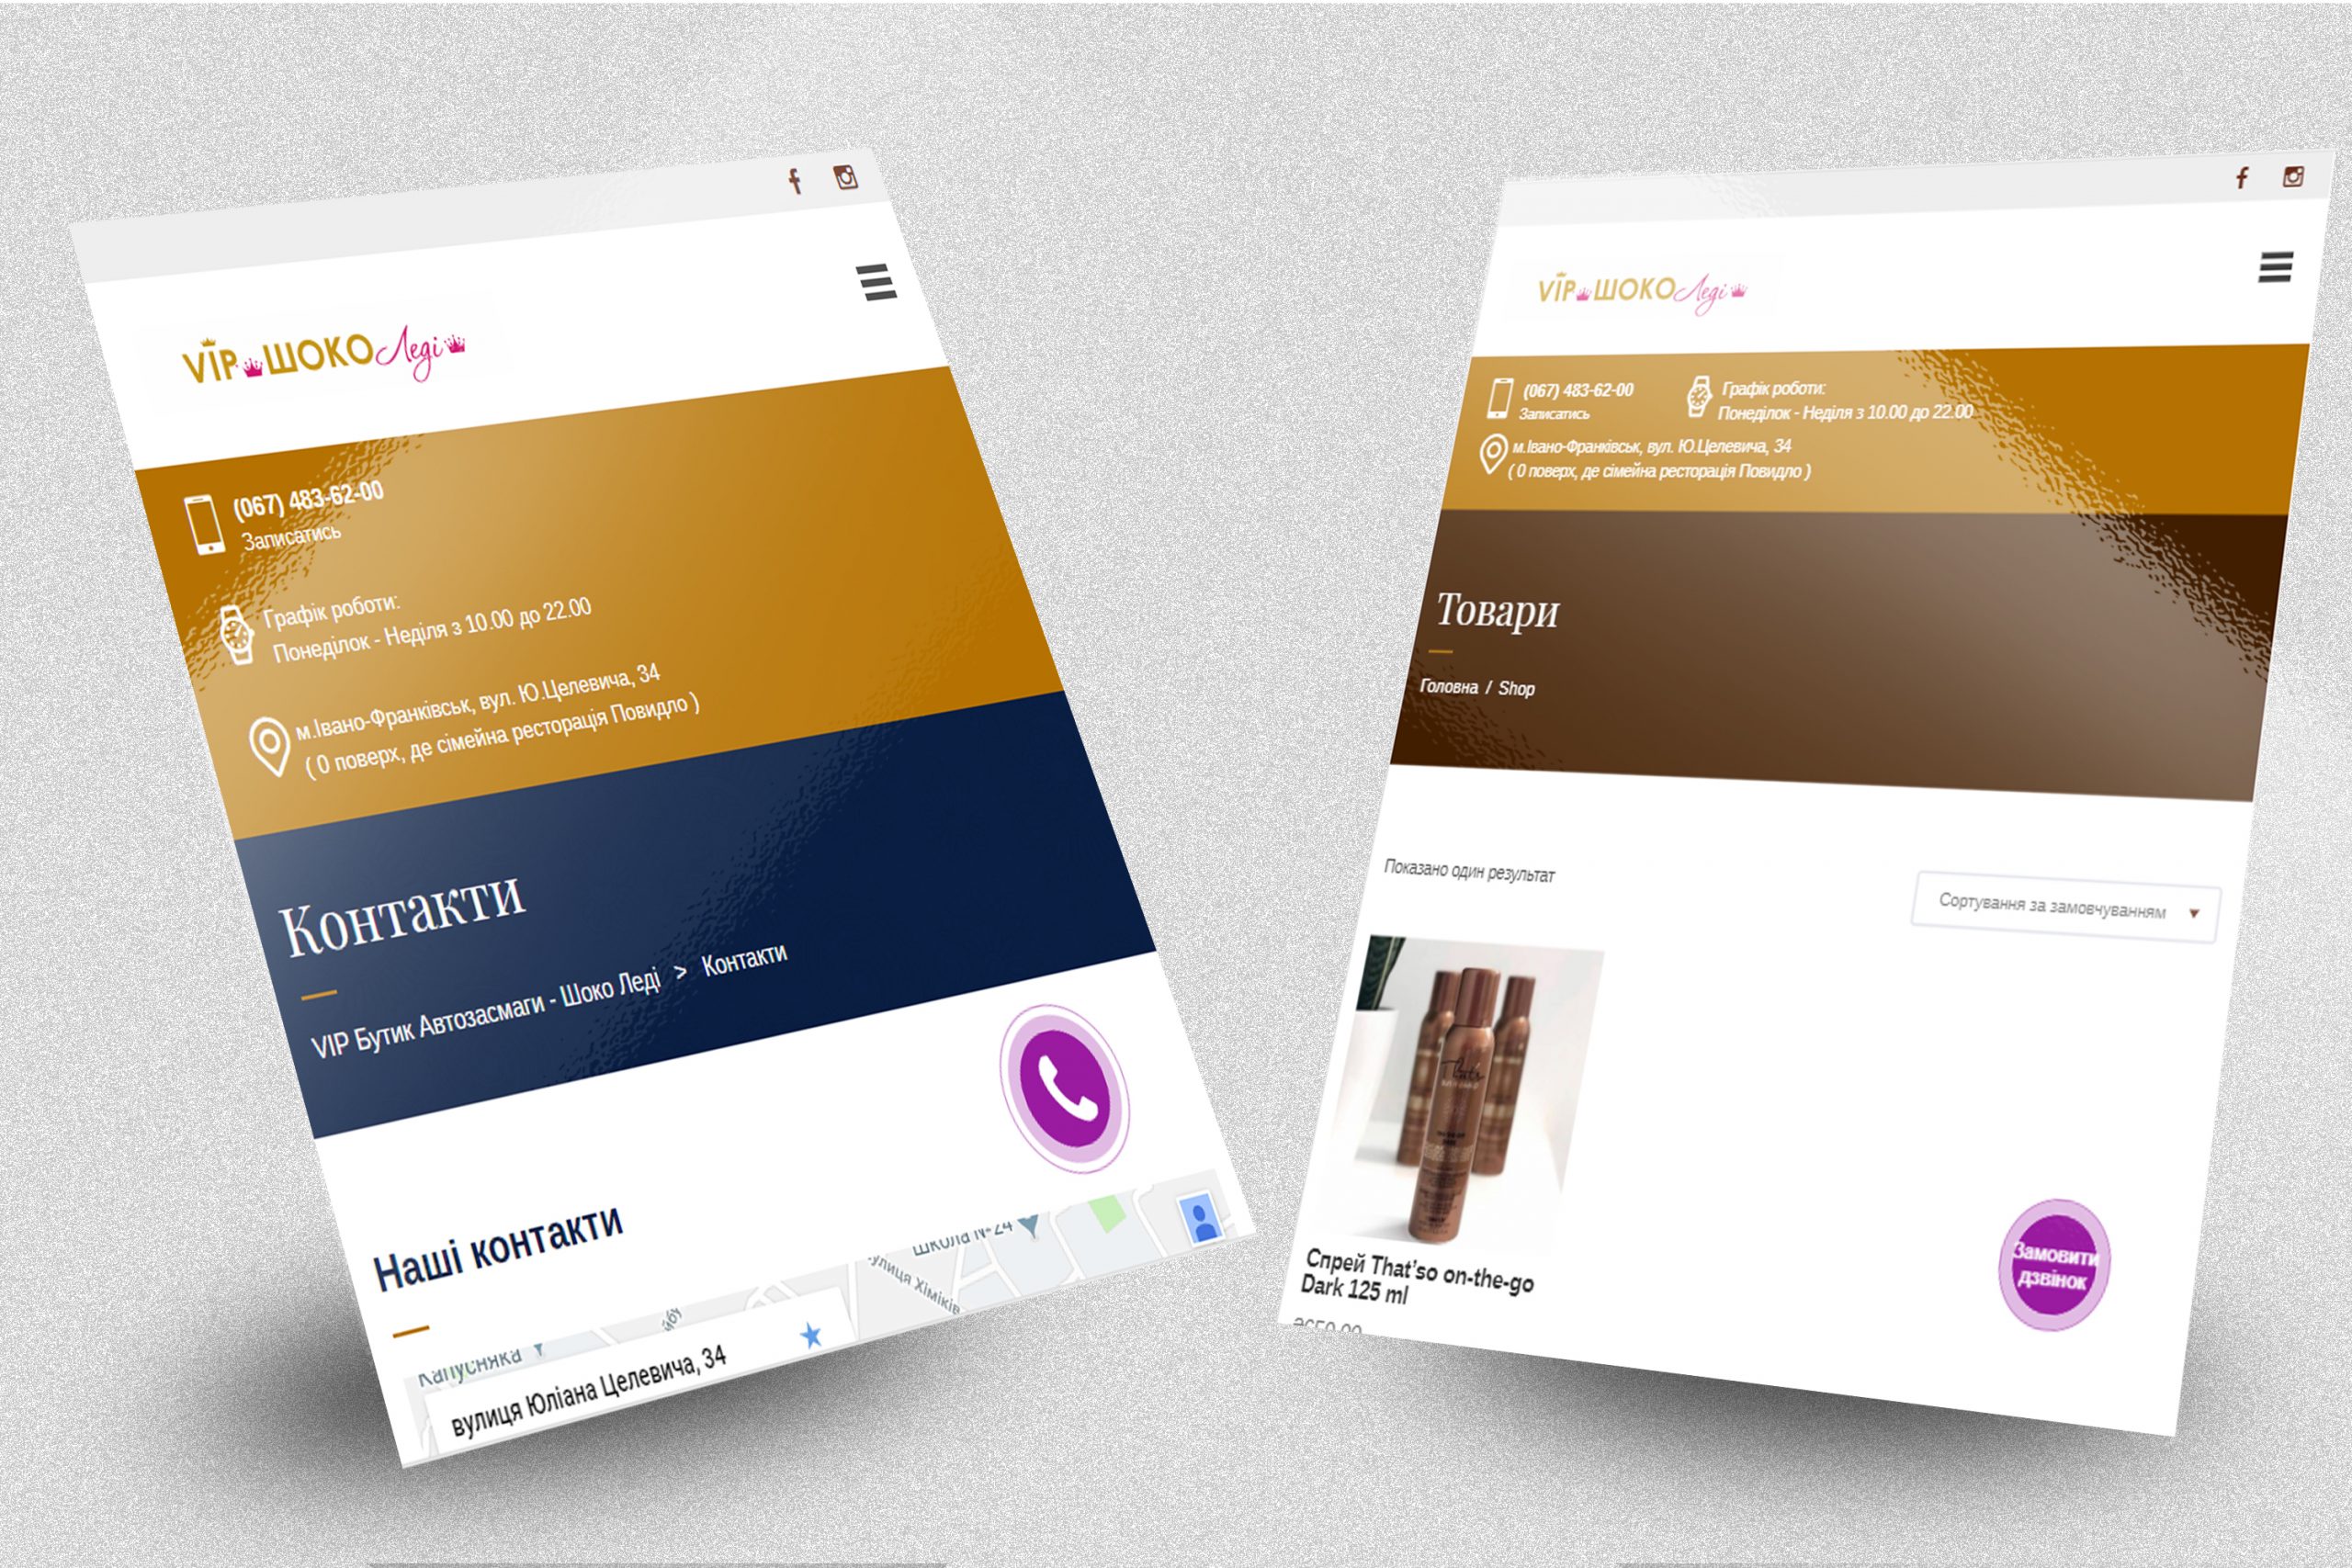 VIP ШОКО Леді
(067) 483-62-00
Записатись
Графік роботи:
Понеділок - Неділя з 10.00 до 22.00
м.Івано-Франківськ, вул. Ю.Целевича, 34
( 0 поверх, де сімейна ресторація Повидло )
Контакти
VIP Бутик Автозасмаги - Шоко Леді > Контакти
Наші контакти
Капусняка
вулиця Юліана Целевича, 34
улиця Хіміків
Школа № 24
VIP ШОКО Леді
(067) 483-62-00
Записатись
Графік роботи:
Понеділок - Неділя з 10.00 до 22.00
м.Івано-Франківськ, вул. Ю.Целевича, 34
( 0 поверх, де сімейна ресторація Повидло )
Товари
Головна / Shop
Показано один результат
Сортування за замовчуванням
That's
Спрей That’so on-the-go
Dark 125 ml
Замовити
дзвінок